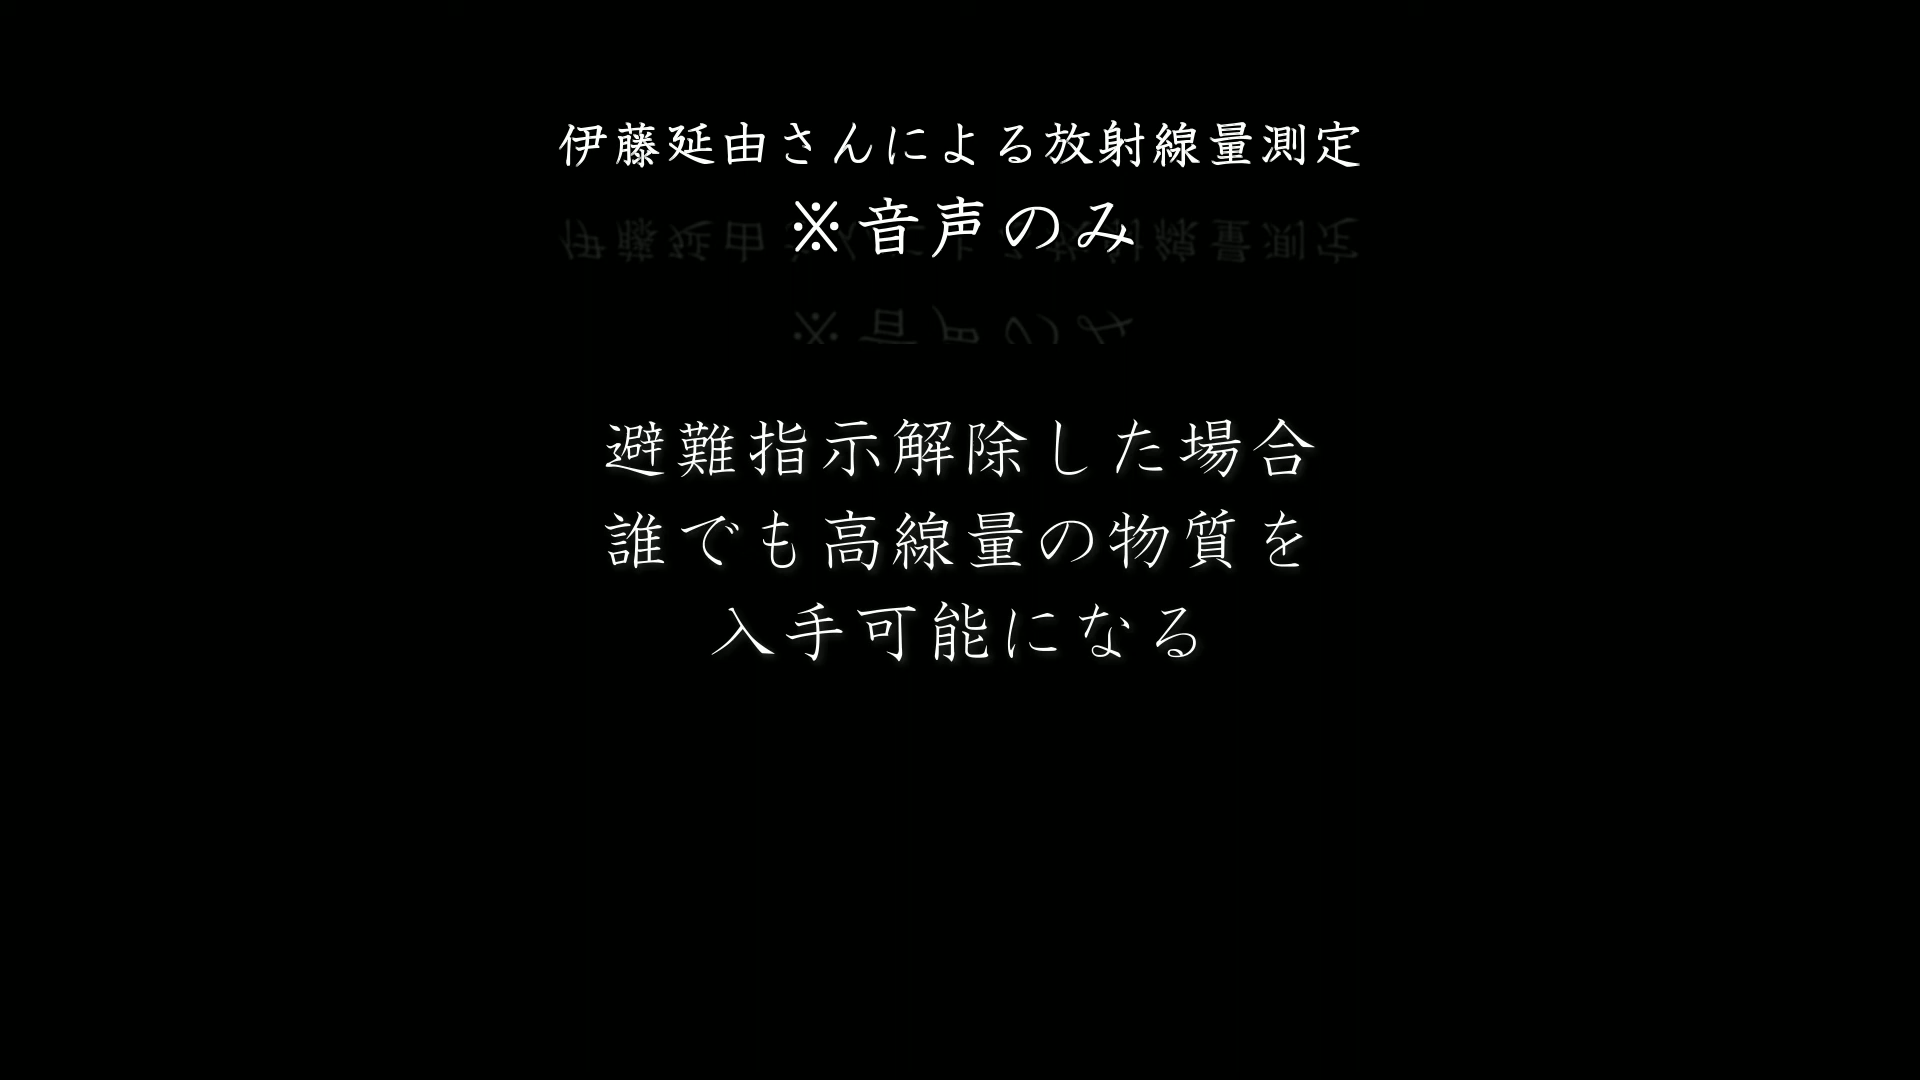 伊藤延由さんによる放射線量測定
※音声のみ
避難指示解除した場合
誰でも高線量の物質を
入手可能になる